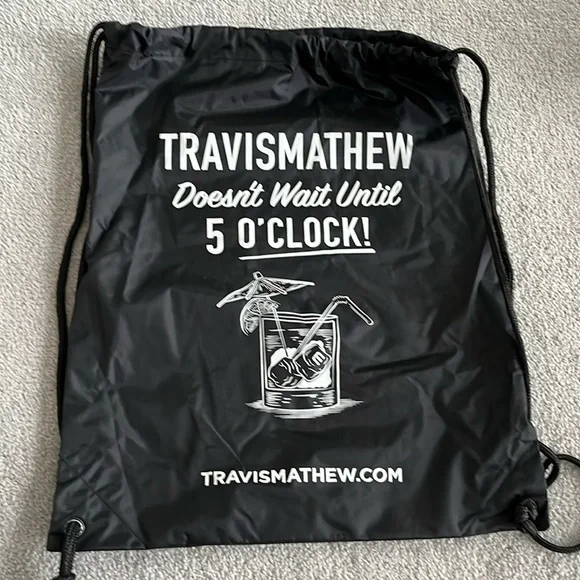 TRAVISMATHEW
Doesn't Wait Until
5 O'CLOCK!
TRAVISMATHEW.COM